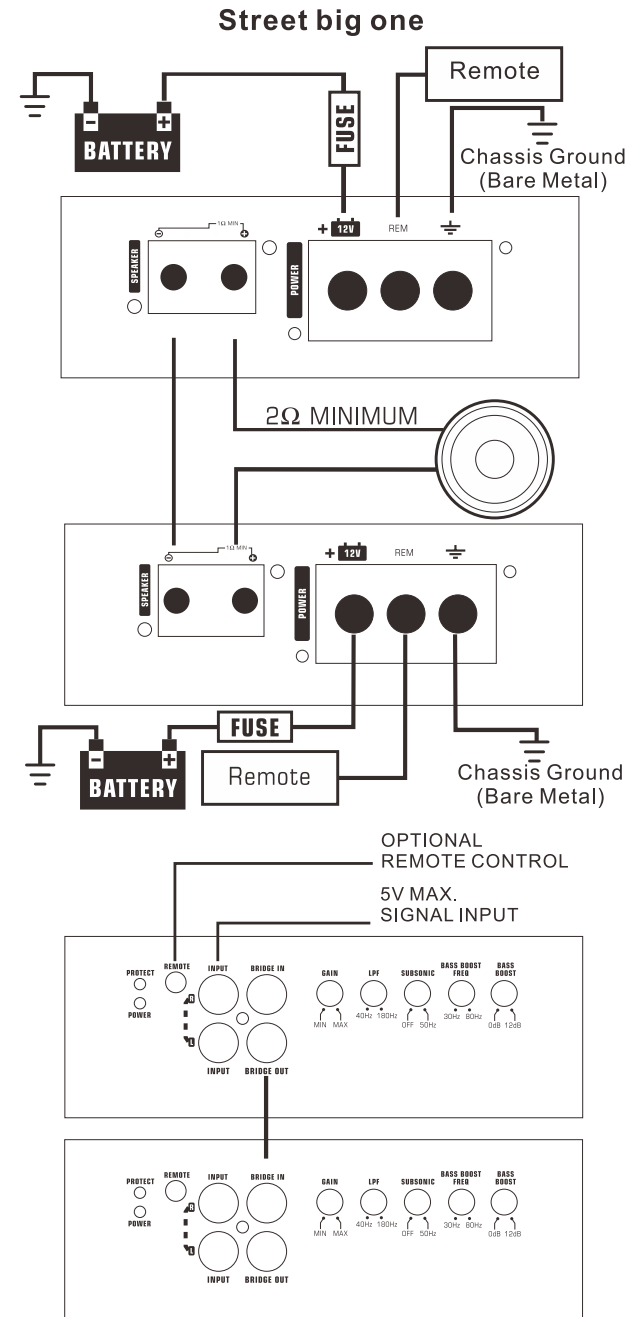 Street big one
Remote
FUSE
- +
BATTERY
Chassis Ground
(Bare Metal)
1Ω MIN
- +
SPEAKER
POWER
+ 12V REM
2Ω MINIMUM
1Ω MIN
- +
SPEAKER
POWER
+ 12V REM
FUSE
- +
BATTERY
Remote
Chassis Ground
(Bare Metal)
OPTIONAL
REMOTE CONTROL
5V MAX.
SIGNAL INPUT
PROTECT REMOTE INPUT BRIDGE IN GAIN LPF SUBSONIC BASS BOOST FREQ BASS BOOST
R
POWER
L
MIN MAX 40Hz 180Hz OFF 50Hz 30Hz 80Hz 0dB 12dB
INPUT BRIDGE OUT
PROTECT REMOTE INPUT BRIDGE IN GAIN LPF SUBSONIC BASS BOOST FREQ BASS BOOST
R
POWER
L
MIN MAX 40Hz 180Hz OFF 50Hz 30Hz 80Hz 0dB 12dB
INPUT BRIDGE OUT